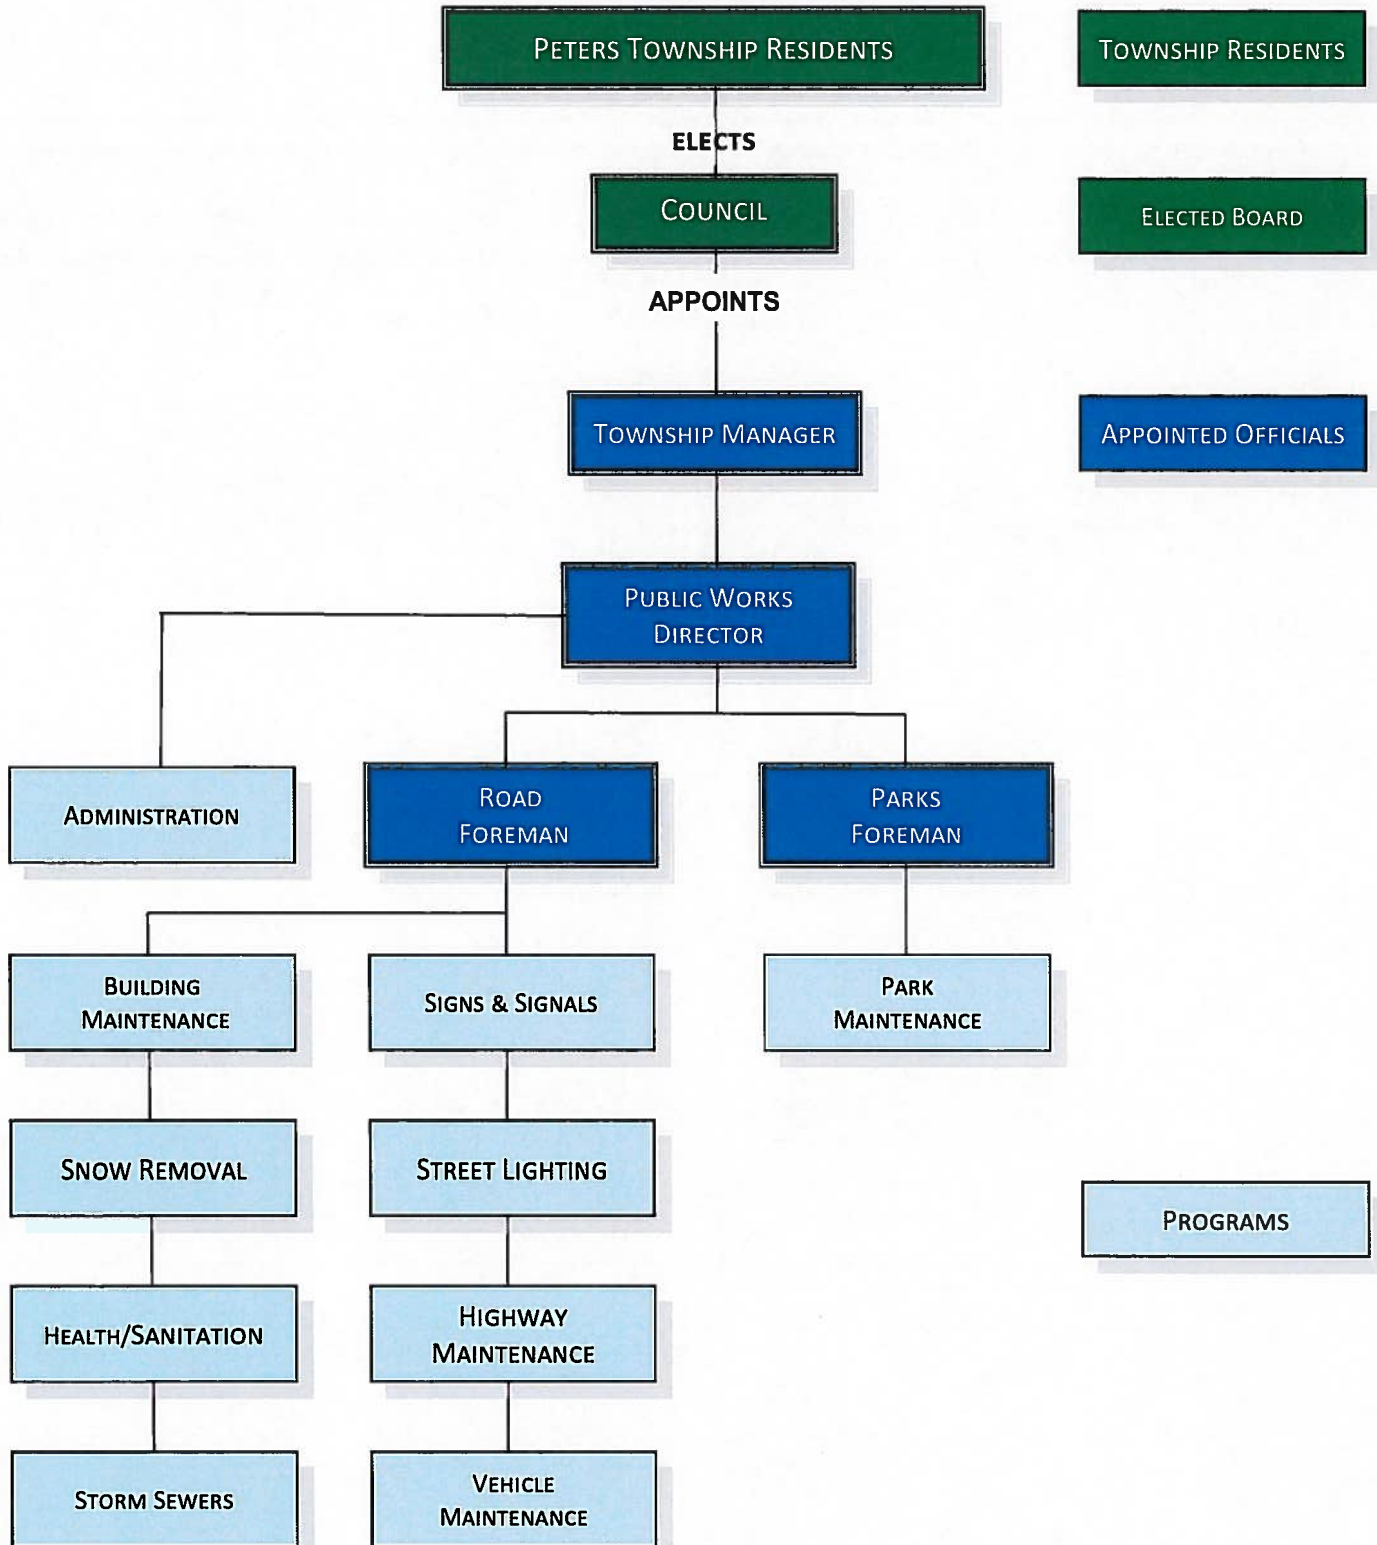 PETERS TOWNSHIP RESIDENTS
TOWNSHIP RESIDENTS
ELECTS
COUNCIL
ELECTED BOARD
APPOINTS
TOWNSHIP MANAGER
APPOINTED OFFICIALS
PUBLIC WORKS
DIRECTOR
ADMINISTRATION
ROAD
FOREMAN
PARKS
FOREMAN
BUILDING
MAINTENANCE
SIGNS & SIGNALS
PARK
MAINTENANCE
SNOW REMOVAL
STREET LIGHTING
PROGRAMS
HEALTH/SANITATION
HIGHWAY
MAINTENANCE
STORM SEWERS
VEHICLE
MAINTENANCE